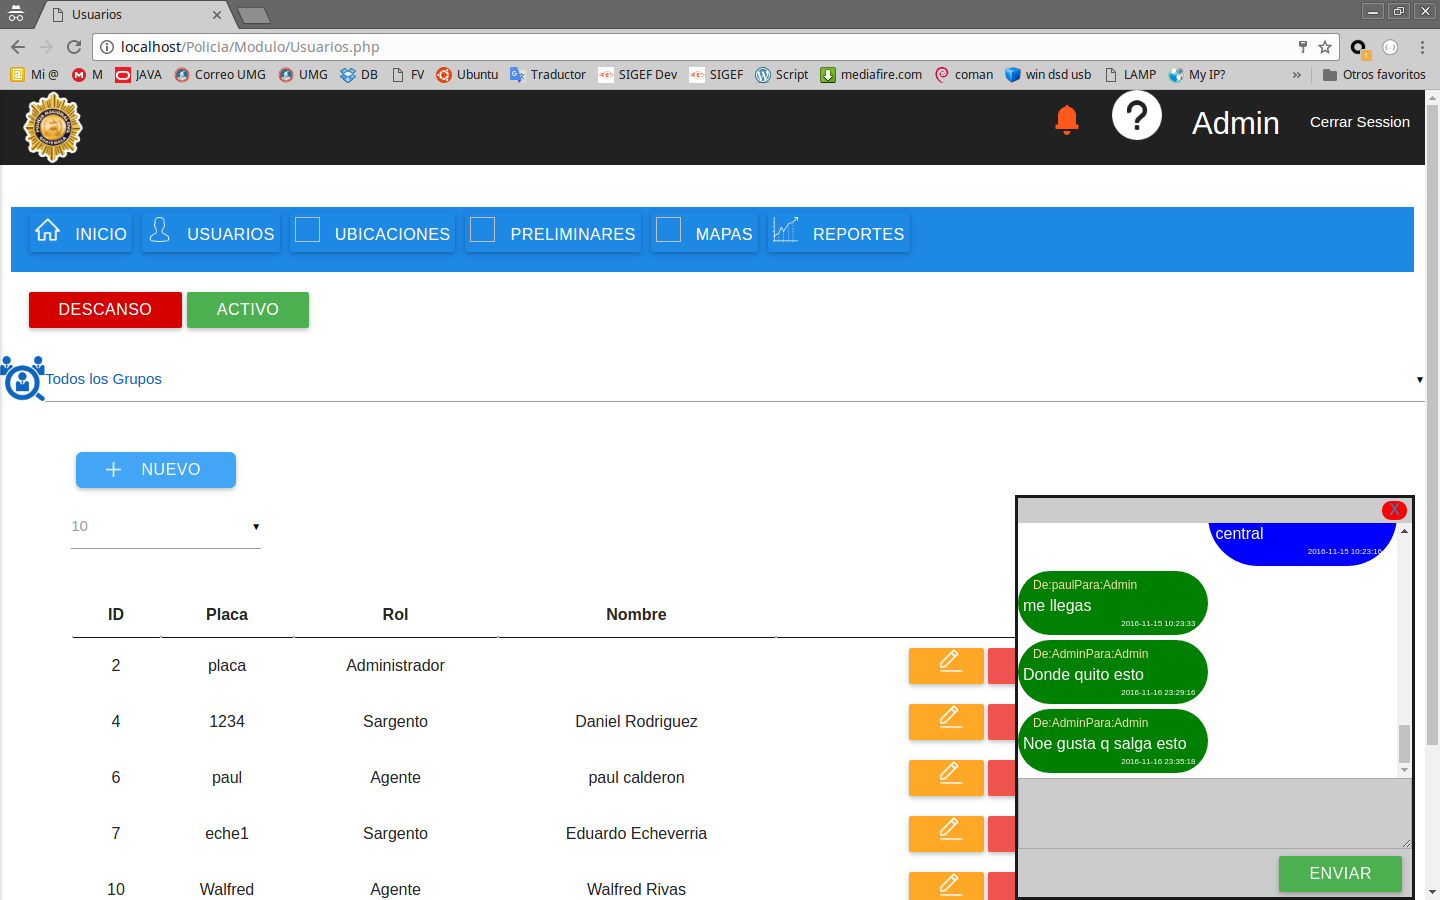 Usuarios
localhost/Policia/Modulo/Usuarios.php
1
Mi @ M JAVA Correo UMG UMG DB FV Ubuntu Traductor SIGEF Dev SIGEF Script mediafire.com coman win dsd usb LAMP My IP? » Otros favoritos
? Admin Cerrar Session
INICIO USUARIOS UBICACIONES PRELIMINARES MAPAS REPORTES
DESCANSO ACTIVO
Todos los Grupos
NUEVO
10
ID Placa Rol Nombre
2 placa Administrador
4 1234 Sargento Daniel Rodriguez
6 paul Agente paul calderon
7 eche1 Sargento Eduardo Echeverria
10 Walfred Agente Walfred Rivas
X
central
2016-11-15 10:23:16
De:paulPara:Admin
me llegas
2016-11-15 10:23:33
De:AdminPara:Admin
Donde quito esto
2016-11-16 23:29:16
De:AdminPara:Admin
Noe gusta q salga esto
2016-11-16 23:35:18
ENVIAR